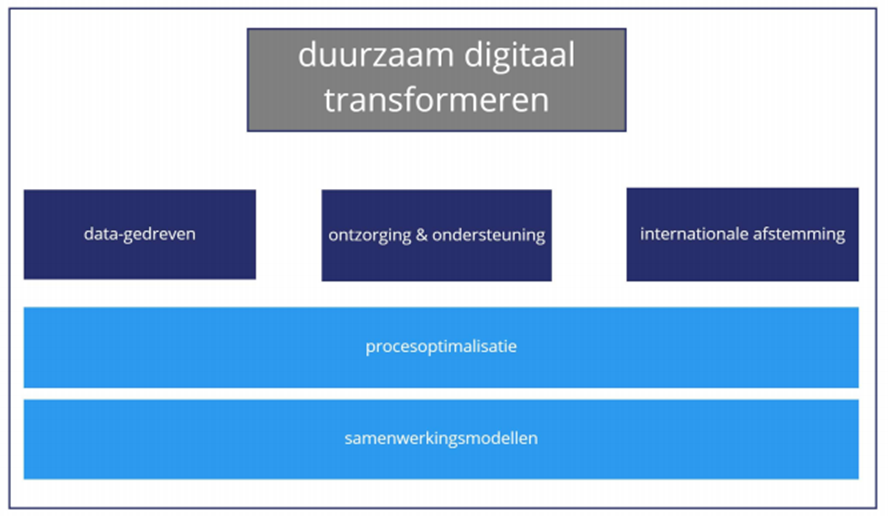 duurzaam digitaal
transformeren
data-gedreven
ontzorging & ondersteuning
internationale afstemming
procesoptimalisatie
samenwerkingsmodellen